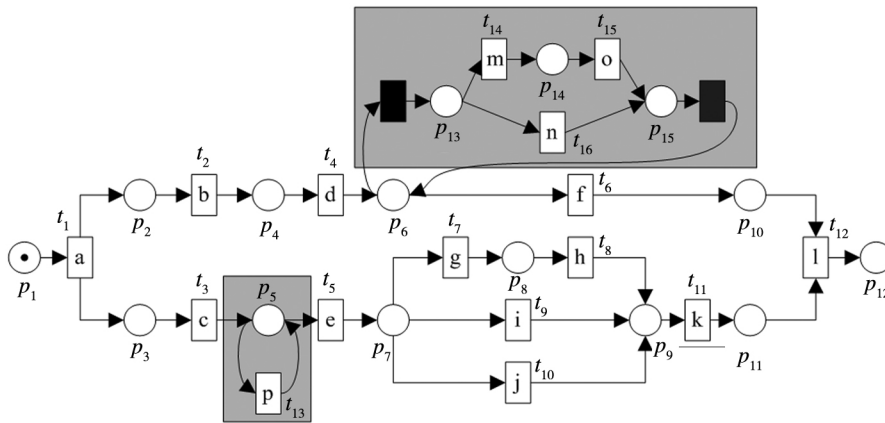 t14 t15
m o
p14
p13 p15
n
t16
t2 t4
t1 b d f t6
p2 p4 p6 p10 t12
a t7 l
g h t8
p1 p8 p12
t3 p5 t5 t11
c e i t9 k
p3 p7 p9 p11
j t10
p t13